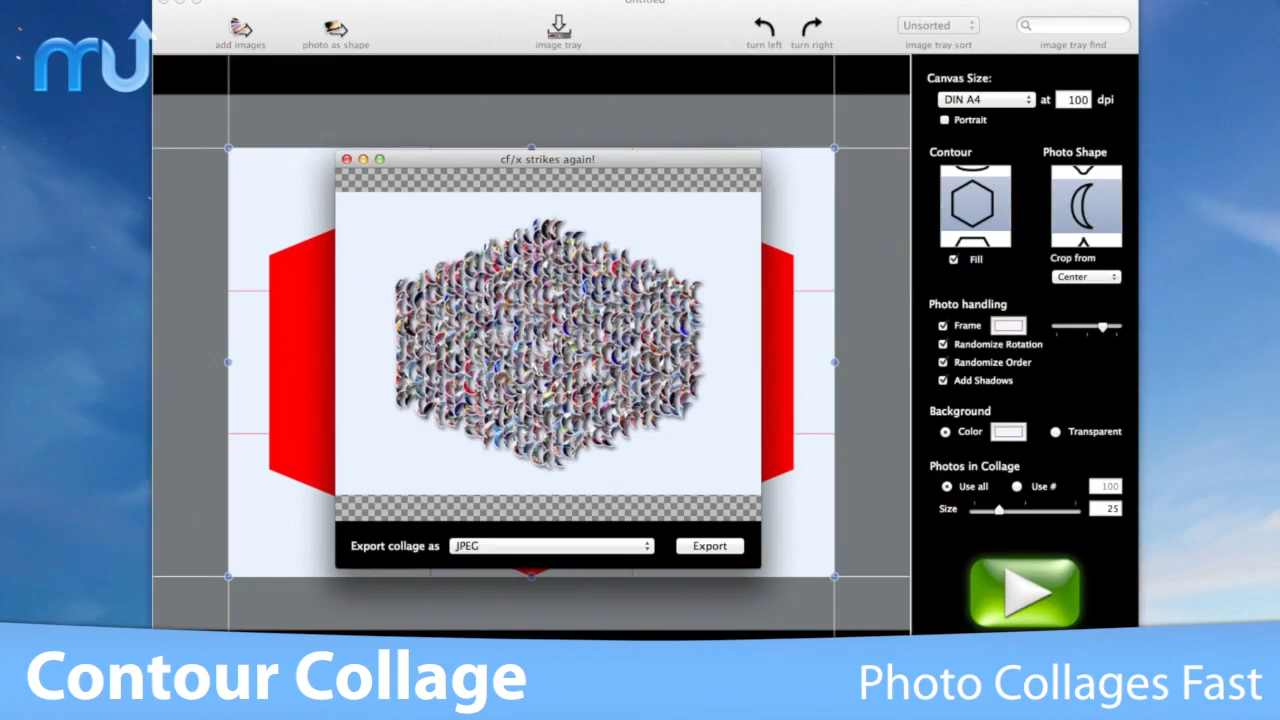 Untitled
mu
add images
photo as shape
image tray
turn left
turn right
Unsorted
image tray sort
image tray find
Canvas Size:
DIN A4 at 100 dpi
Portrait
Contour
Photo Shape
Fill
Crop from
Center
Photo handling
Frame
Randomize Rotation
Randomize Order
Add Shadows
Background
Color
Transparent
Photos in Collage
Use all
Use #
100
Size
25
cf/x strikes again!
Export collage as JPEG Export
Contour Collage
Photo Collages Fast